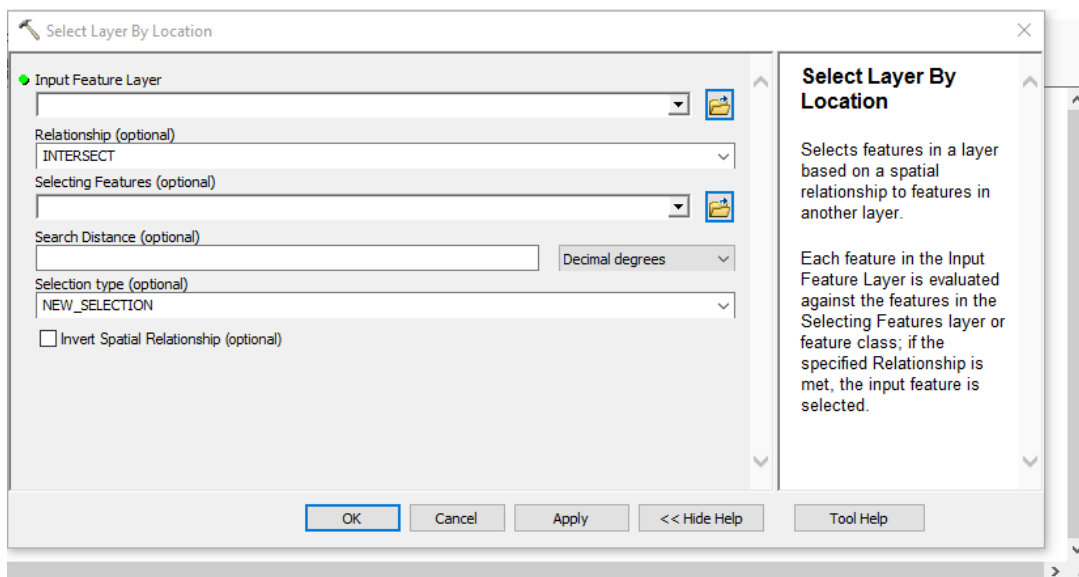 Select Layer By Location
Input Feature Layer
Relationship (optional)
INTERSECT
Selecting Features (optional)
Search Distance (optional)
Decimal degrees
Selection type (optional)
NEW_SELECTION
Invert Spatial Relationship (optional)
Select Layer By
Location
Selects features in a layer
based on a spatial
relationship to features in
another layer.
Each feature in the Input
Feature Layer is evaluated
against the features in the
Selecting Features layer or
feature class; if the
specified Relationship is
met, the input feature is
selected.
OK
Cancel
Apply
<< Hide Help
Tool Help